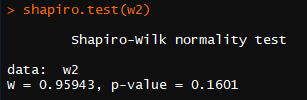 > shapiro.test(w2)
Shapiro-Wilk normality test
data:  w2
W = 0.95943, p-value = 0.1601